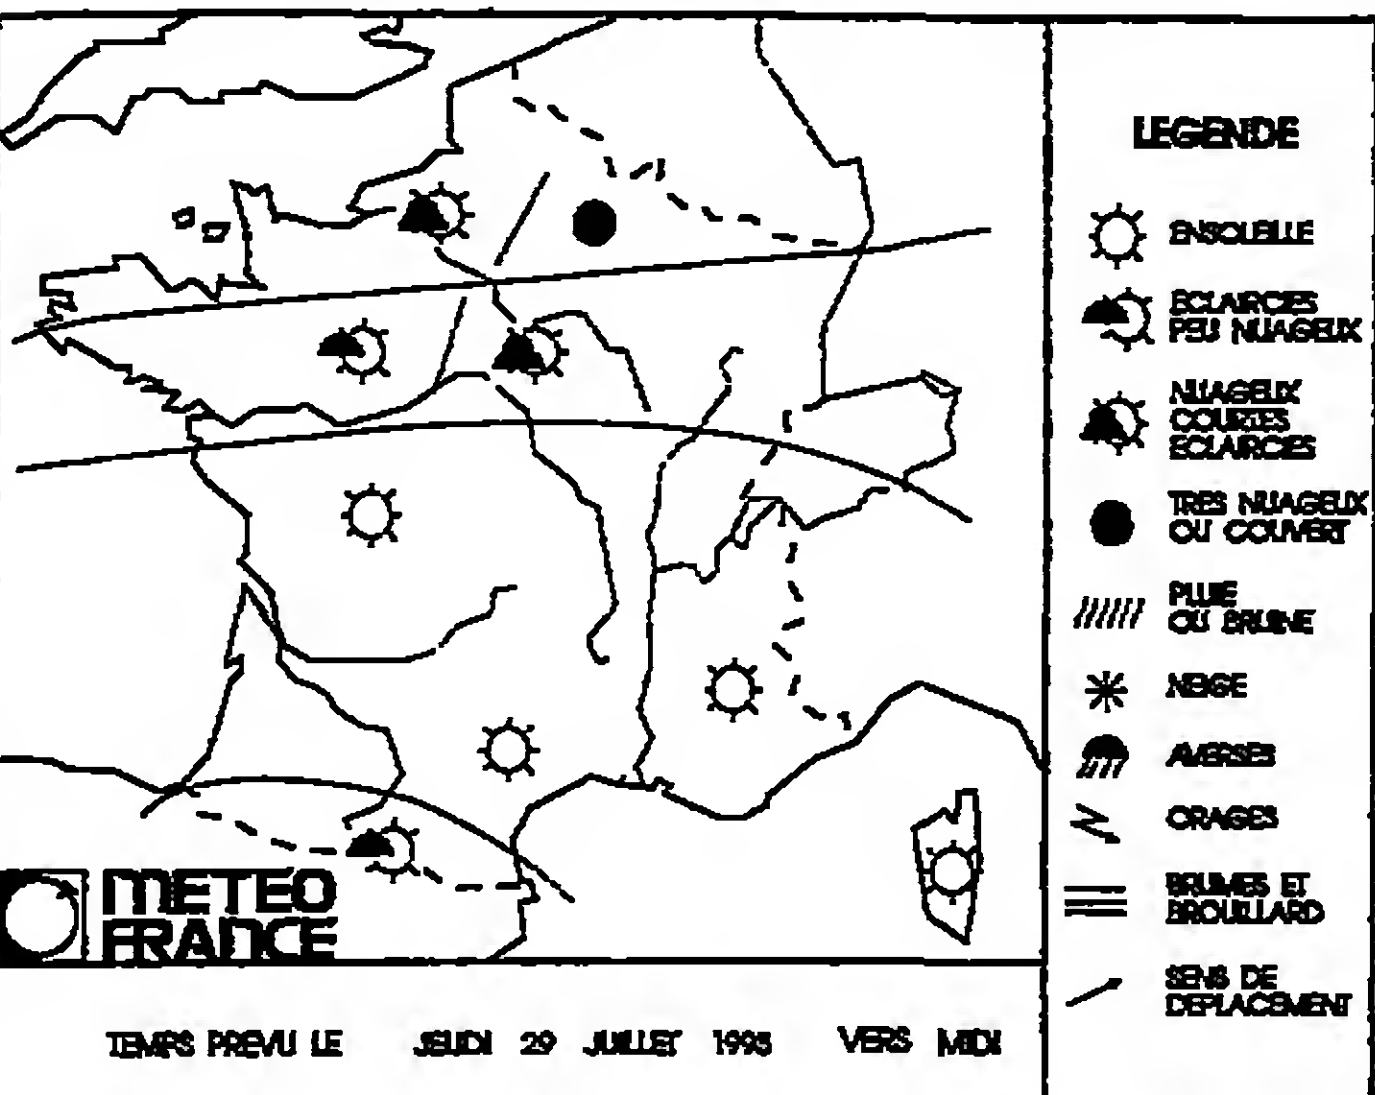 LEGENDE
ENSOLEILLE
ECLAIRCIES
PEU NUAGEUX
NUAGEUX
COURTES
ECLAIRCIES
TRES NUAGEUX
OU COUVERT
PLUIE
OU BRUINE
NEIGE
AVERSES
ORAGES
BRUMES ET
BROUILLARD
SENS DE
DEPLACEMENT
METEO
FRANCE
TEMPS PREVU LE JEUDI 29 JUILLET 1993 VERS MIDI